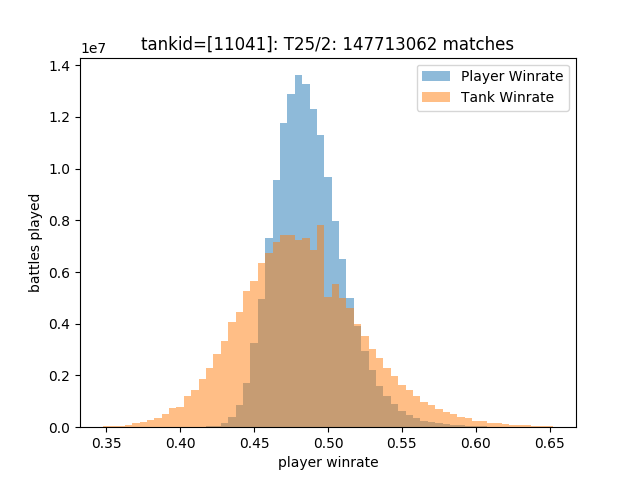 tankid=[11041]: T25/2: 147713062 matches
1e7
Player Winrate
Tank Winrate
1.4
1.2
1.0
0.8
0.6
0.4
0.2
0.0
battles played
0.35 0.40 0.45 0.50 0.55 0.60 0.65
player winrate